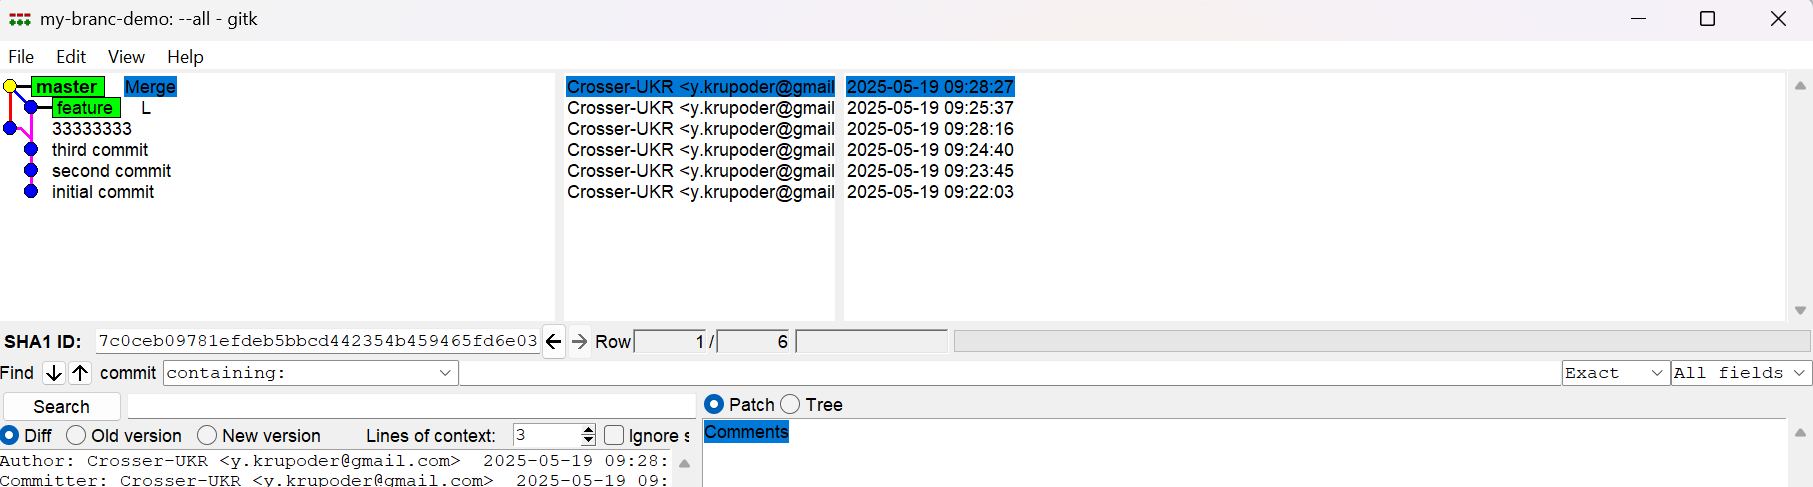 my-branc-demo: --all - gitk
File Edit View Help
master Merge Crosser-UKR <y.krupoder@gmail 2025-05-19 09:28:27
feature L Crosser-UKR <y.krupoder@gmail 2025-05-19 09:25:37
33333333 Crosser-UKR <y.krupoder@gmail 2025-05-19 09:28:16
third commit Crosser-UKR <y.krupoder@gmail 2025-05-19 09:24:40
second commit Crosser-UKR <y.krupoder@gmail 2025-05-19 09:23:45
initial commit Crosser-UKR <y.krupoder@gmail 2025-05-19 09:22:03
SHA1 ID: 7c0ceb09781efdeb5bbcd442354b459465fd6e03 Row 1 / 6
Find commit containing: Exact All fields
Search Patch Tree
Diff Old version New version Lines of context: 3 Ignore s
Comments
Author: Crosser-UKR <y.krupoder@gmail.com> 2025-05-19 09:28:
Committer: Crosser-UKR <y.krupoder@gmail.com> 2025-05-19 09: